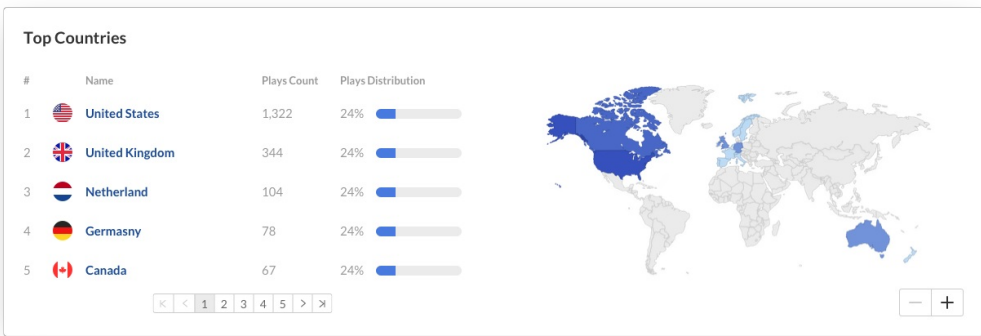 Top Countries
# Name Plays Count Plays Distribution
1 United States 1,322 24%
2 United Kingdom 344 24%
3 Netherland 104 24%
4 Germasny 78 24%
5 Canada 67 24%
1 2 3 4 5